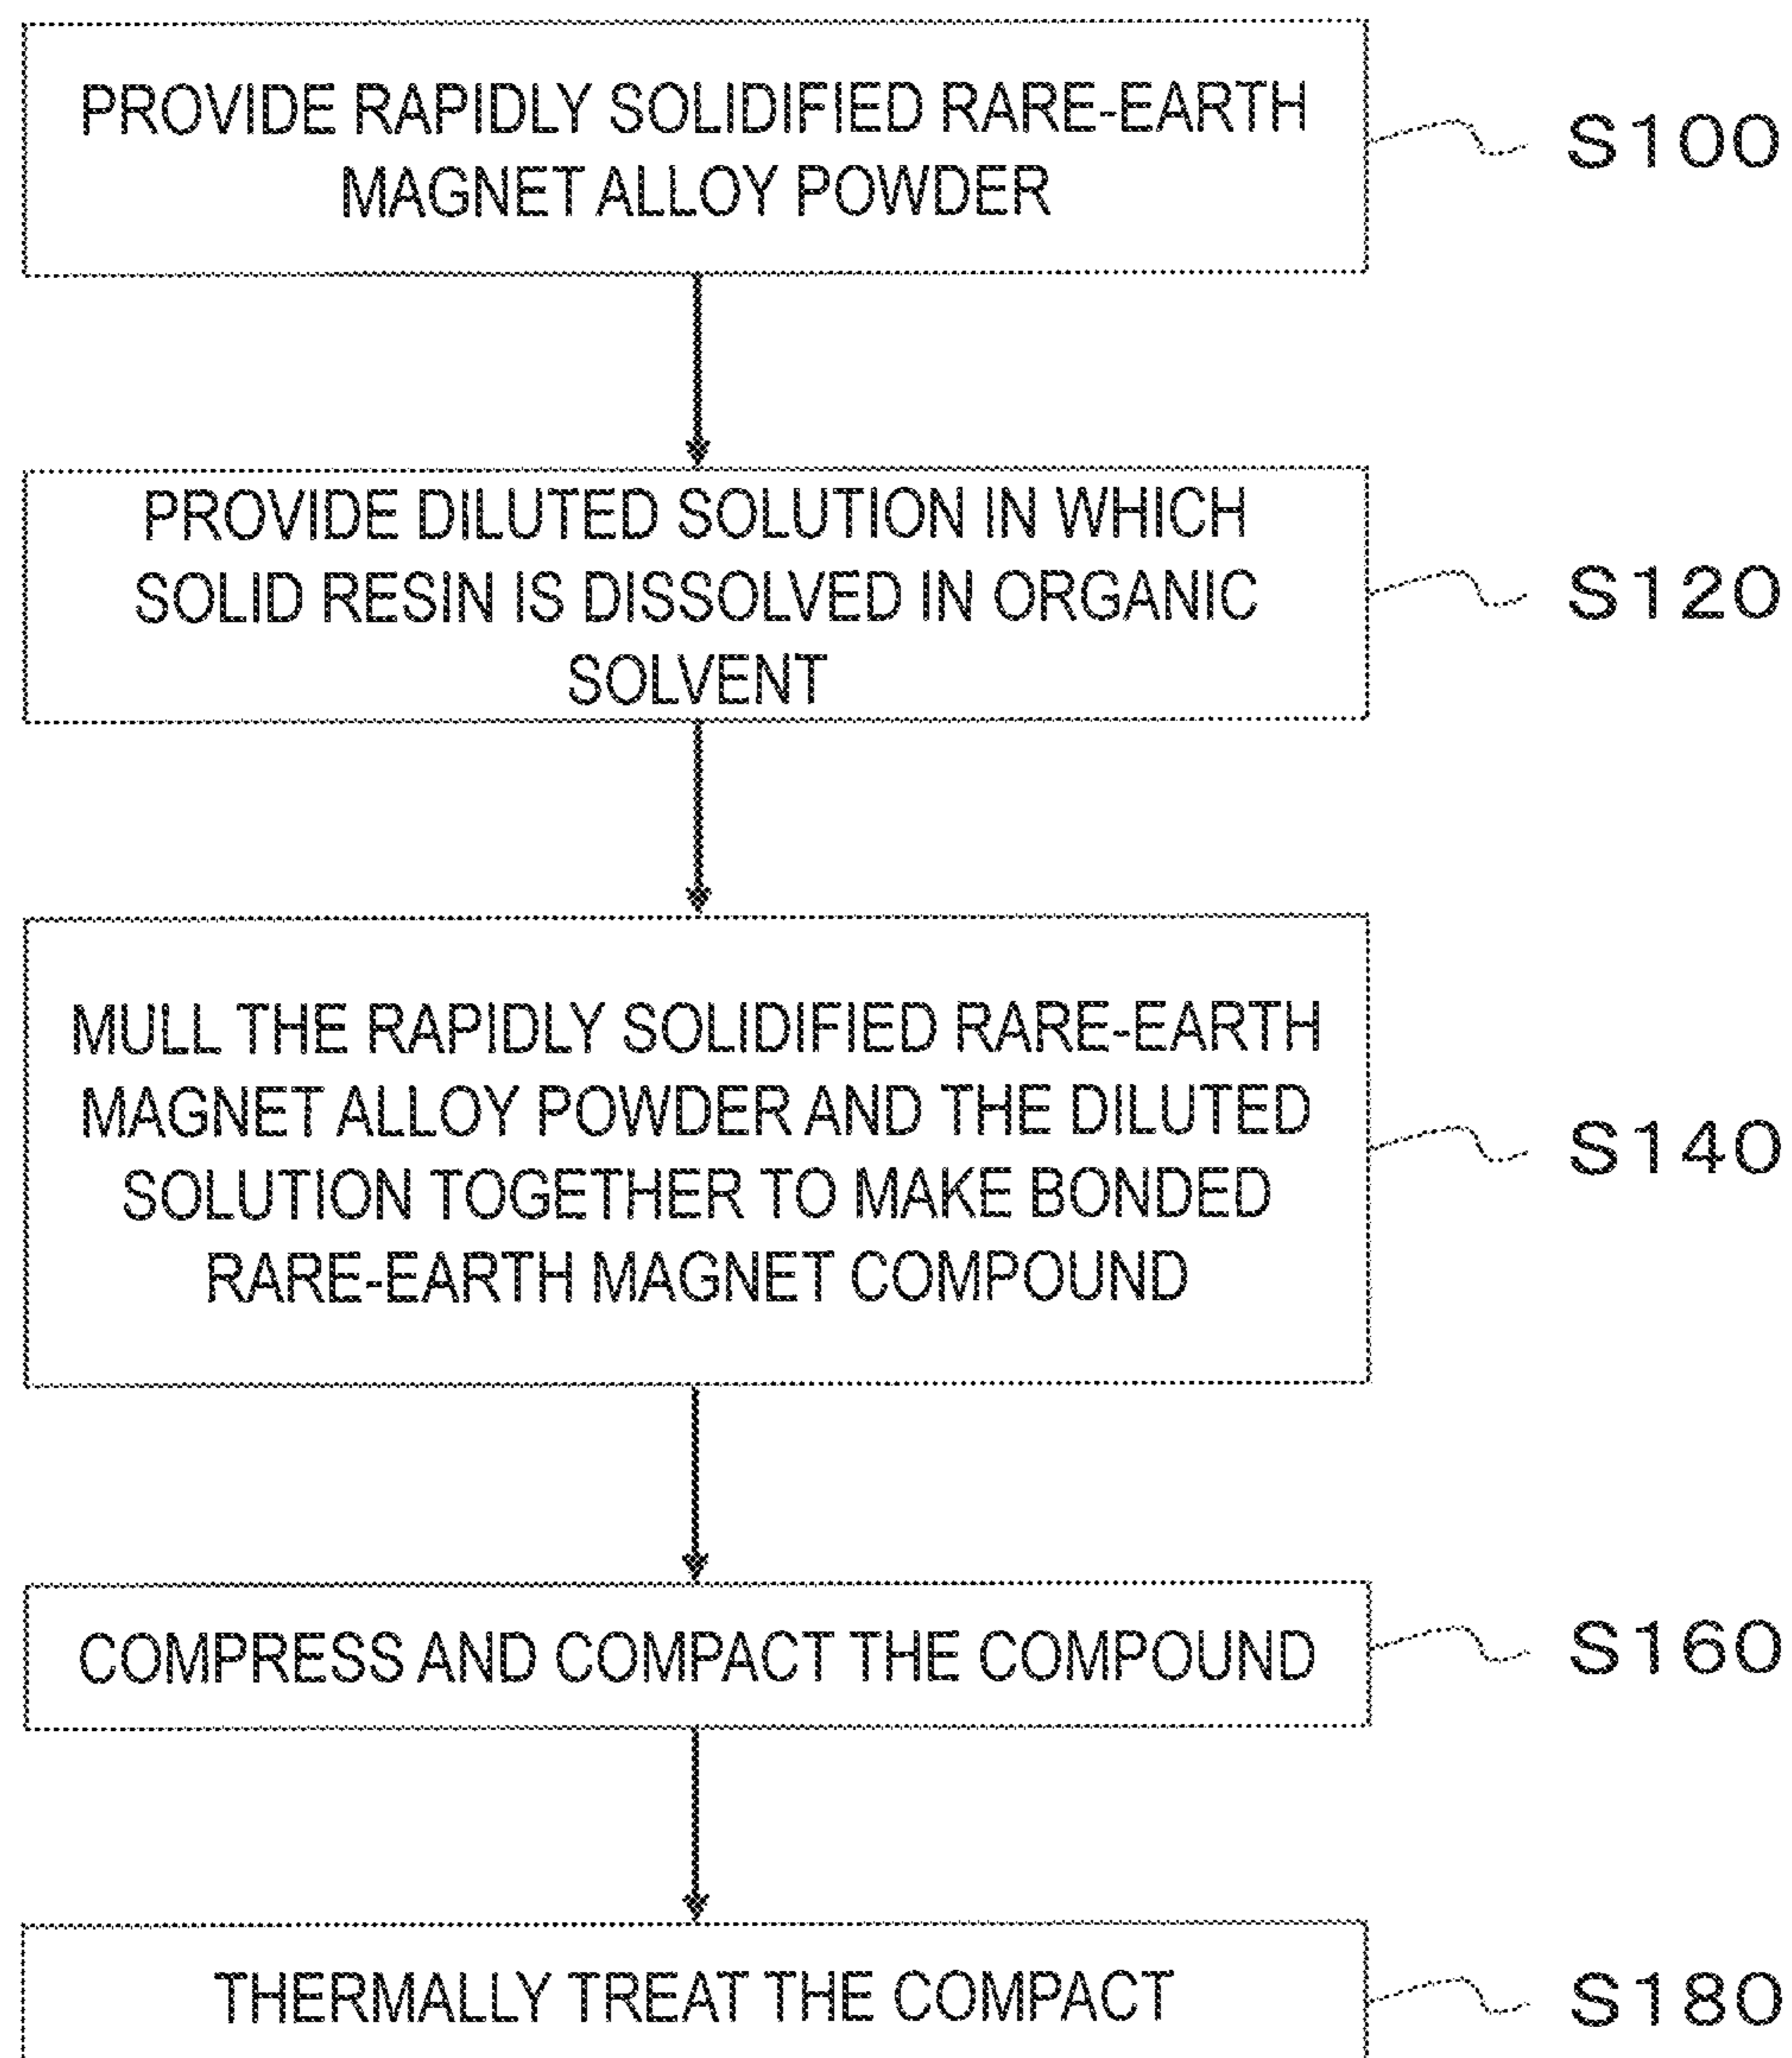 PROVIDE RAPIDLY SOLIDIFIED RARE-EARTH
MAGNET ALLOY POWDER
S100
PROVIDE DILUTED SOLUTION IN WHICH
SOLID RESIN IS DISSOLVED IN ORGANIC
SOLVENT
S120
MULL THE RAPIDLY SOLIDIFIED RARE-EARTH
MAGNET ALLOY POWDER AND THE DILUTED
SOLUTION TOGETHER TO MAKE BONDED
RARE-EARTH MAGNET COMPOUND
S140
COMPRESS AND COMPACT THE COMPOUND
S160
THERMALLY TREAT THE COMPACT
S180